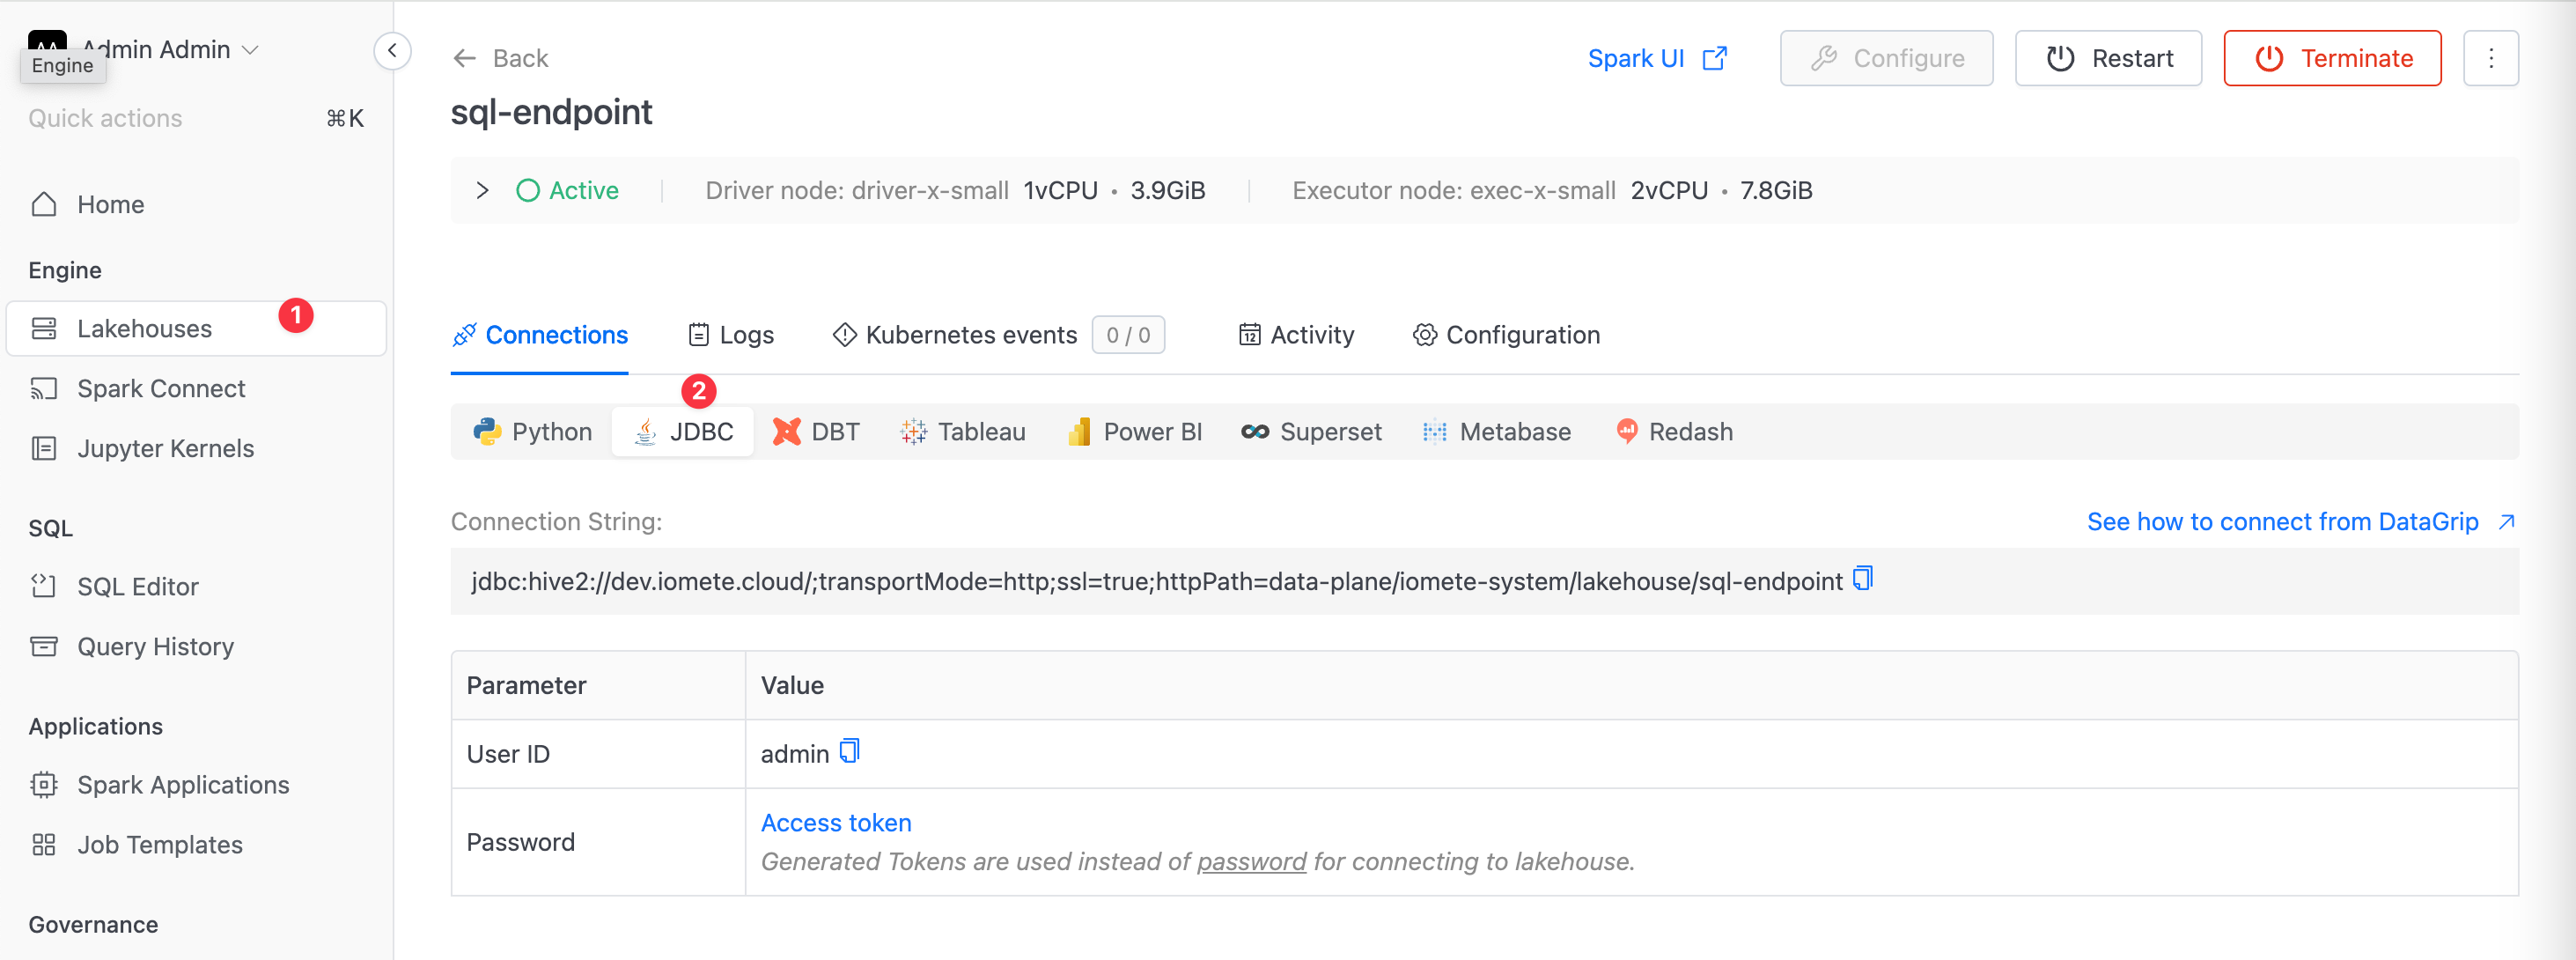 Admin Admin
Engine
Quick actions ⌘K
Home
Engine
Lakehouses 1
Spark Connect
Jupyter Kernels
SQL
SQL Editor
Query History
Applications
Spark Applications
Job Templates
Governance
Back
Spark UI Configure Restart Terminate
sql-endpoint
Active Driver node: driver-x-small 1vCPU • 3.9GiB Executor node: exec-x-small 2vCPU • 7.8GiB
Connections Logs Kubernetes events 0 / 0 Activity Configuration
2
Python JDBC DBT Tableau Power BI Superset Metabase Redash
Connection String: See how to connect from DataGrip
jdbc:hive2://dev.iomete.cloud/;transportMode=http;ssl=true;httpPath=data-plane/iomete-system/lakehouse/sql-endpoint
Parameter Value
User ID admin
Password Access token
Generated Tokens are used instead of password for connecting to lakehouse.